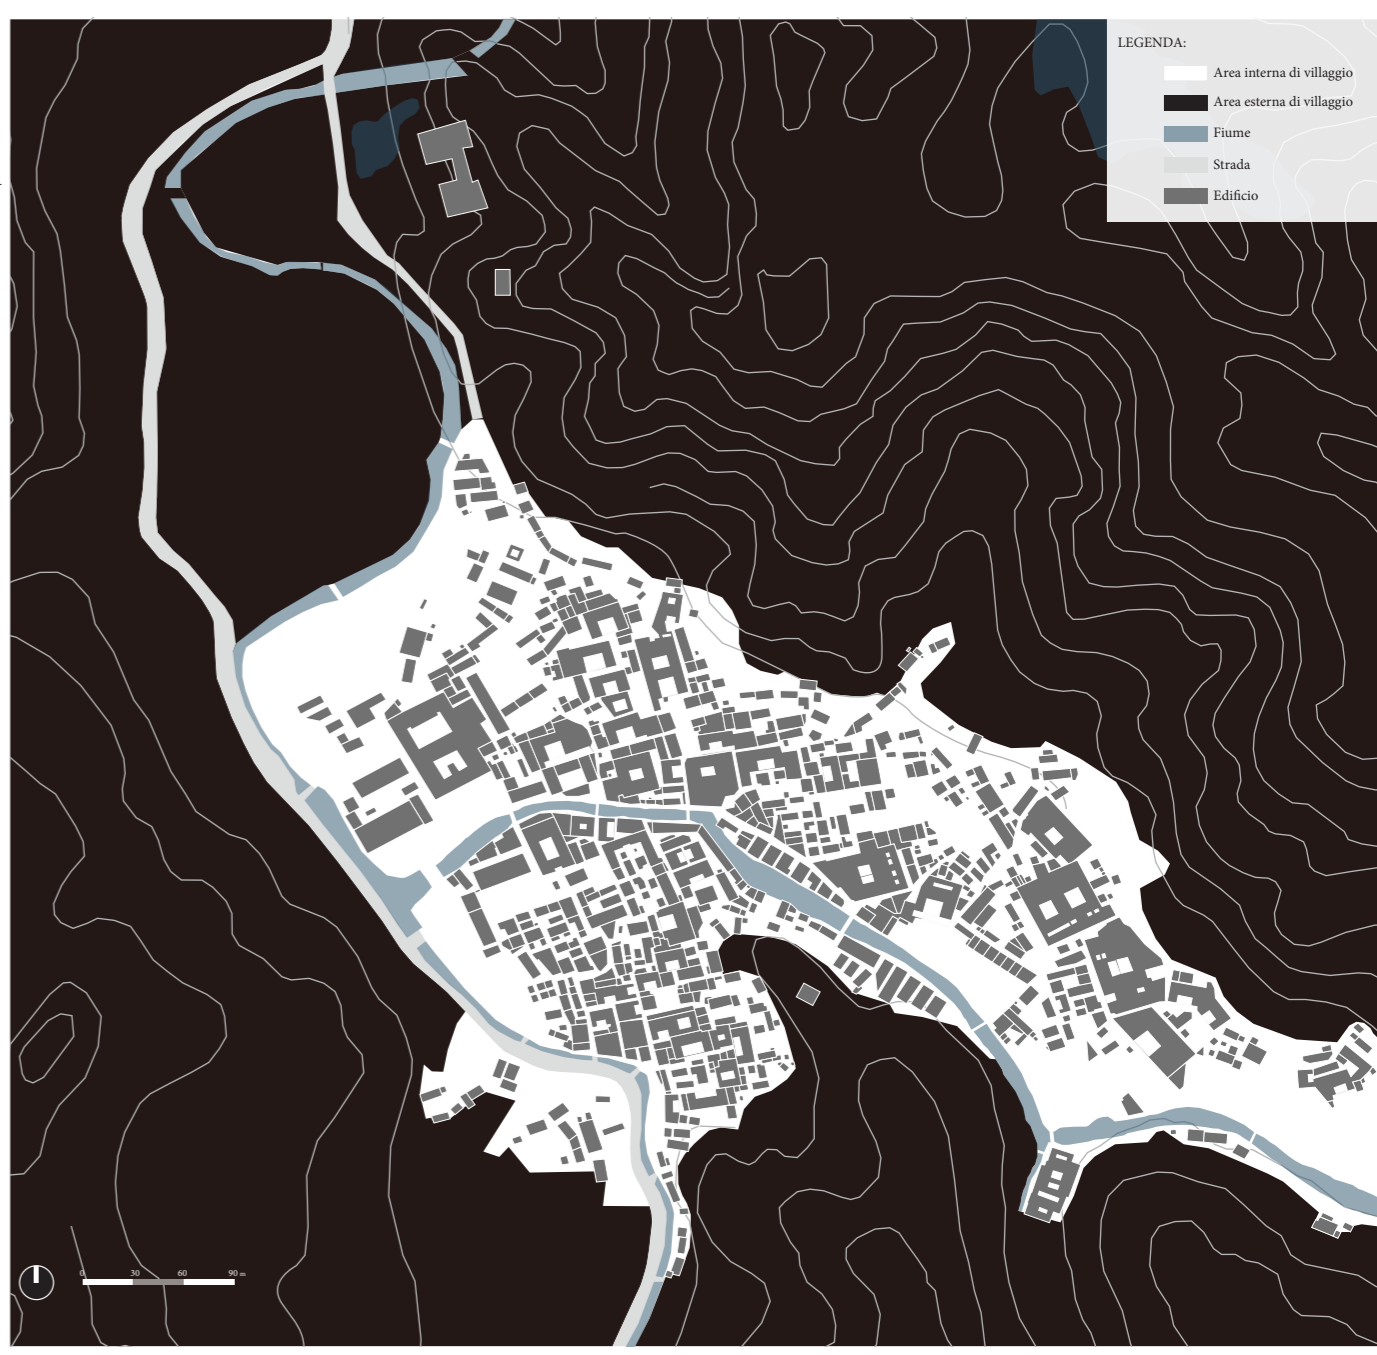 LEGENDA:
Area interna di villaggio
Area esterna di villaggio
Fiume
Strada
Edificio
0 30 60 90 m